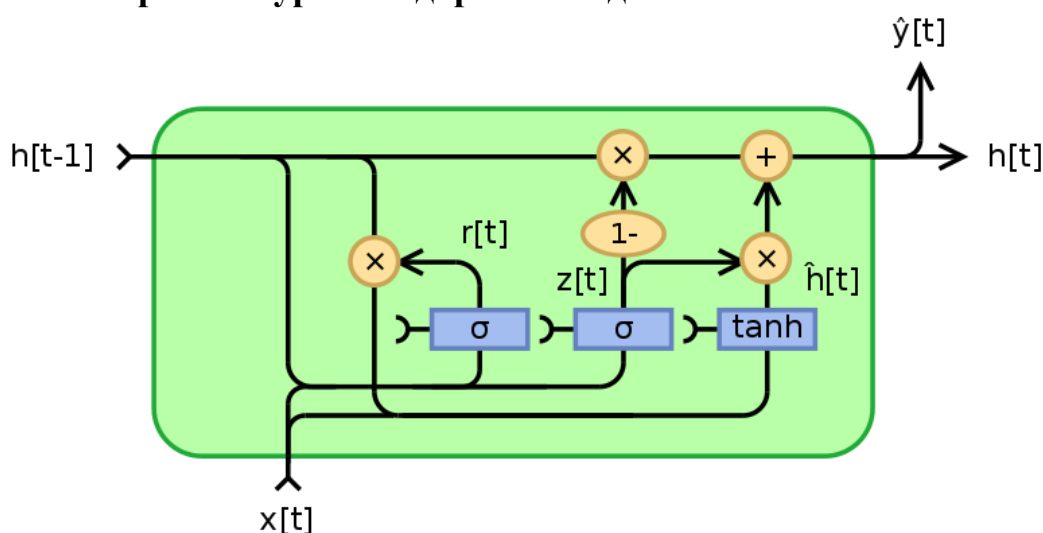 ŷ[t]
h[t-1]
×
+
h[t]
r[t]
1-
×
×
z[t]
ĥ[t]
σ
σ
tanh
x[t]